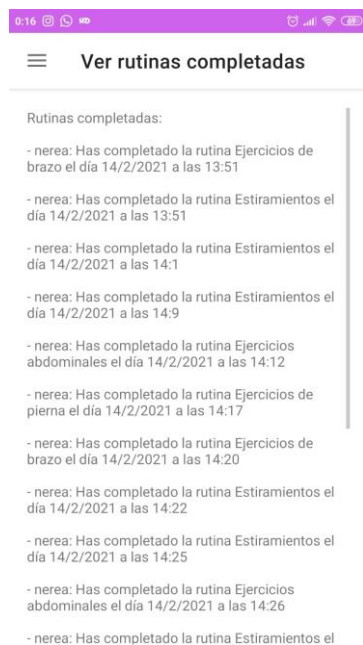 0:16 HD
Ver rutinas completadas
Rutinas completadas:
- nerea: Has completado la rutina Ejercicios de
brazo el día 14/2/2021 a las 13:51
- nerea: Has completado la rutina Estiramientos el
día 14/2/2021 a las 13:51
- nerea: Has completado la rutina Estiramientos el
día 14/2/2021 a las 14:1
- nerea: Has completado la rutina Estiramientos el
día 14/2/2021 a las 14:9
- nerea: Has completado la rutina Ejercicios
abdominales el día 14/2/2021 a las 14:12
- nerea: Has completado la rutina Ejercicios de
pierna el día 14/2/2021 a las 14:17
- nerea: Has completado la rutina Ejercicios de
brazo el día 14/2/2021 a las 14:20
- nerea: Has completado la rutina Estiramientos el
día 14/2/2021 a las 14:22
- nerea: Has completado la rutina Estiramientos el
día 14/2/2021 a las 14:25
- nerea: Has completado la rutina Ejercicios
abdominales el día 14/2/2021 a las 14:26
- nerea: Has completado la rutina Estiramientos el